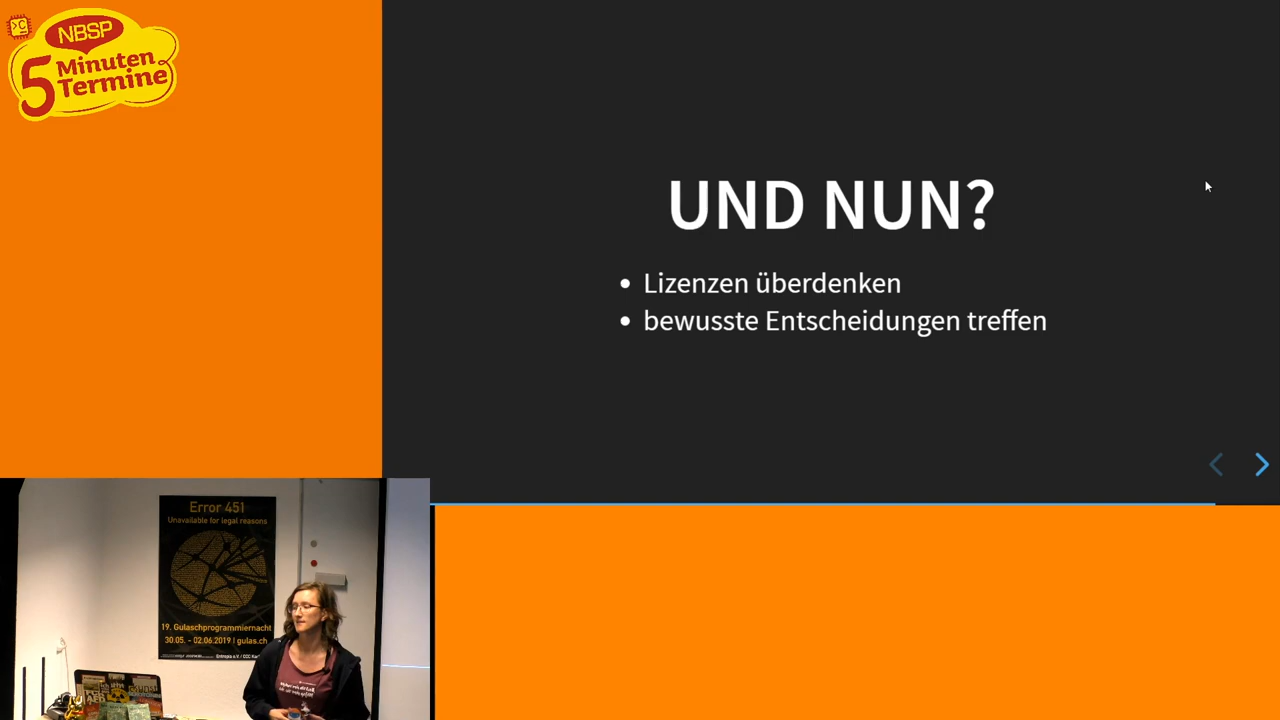 NBSP
5 Minuten
Termine
UND NUN?
• Lizenzen überdenken
• bewusste Entscheidungen treffen
Error 451
Unavailable for legal reasons
19. Gulaschprogrammiernacht
30.05. - 02.06 2019 | gulas.ch